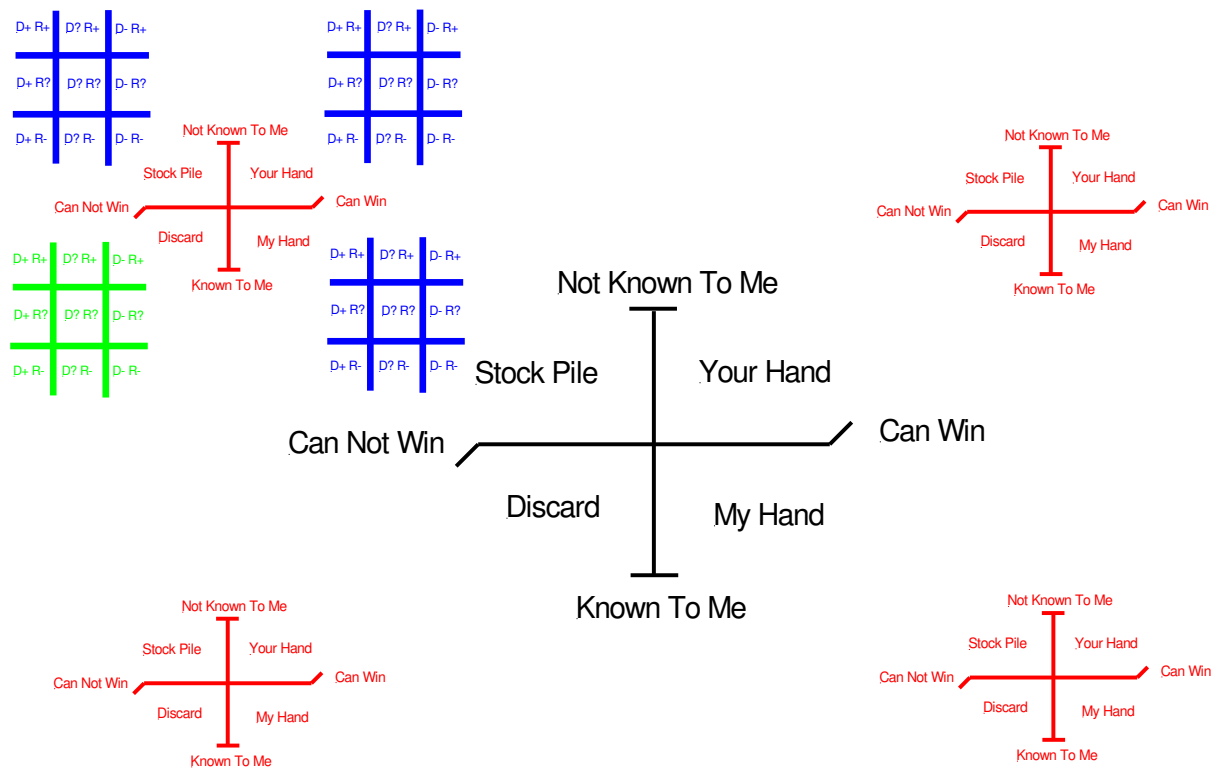 D+ R+ D? R+ D- R+
D+ R? D? R? D- R?
D+ R- D? R- D- R-
D+ R+ D? R+ D- R+
D+ R? D? R? D- R?
D+ R- D? R- D- R-
Not Known To Me
Stock Pile Your Hand
Can Not Win Can Win
Discard My Hand
Known To Me
Not Known To Me
Stock Pile Your Hand
Can Not Win Can Win
Discard My Hand
Known To Me
D+ R+ D? R+ D- R+
D+ R? D? R? D- R?
D+ R- D? R- D- R-
D+ R+ D? R+ D- R+
D+ R? D? R? D- R?
D+ R- D? R- D- R-
Not Known To Me
Stock Pile Your Hand
Can Not Win Can Win
Discard My Hand
Known To Me
Not Known To Me
Stock Pile Your Hand
Can Not Win Can Win
Discard My Hand
Known To Me
Not Known To Me
Stock Pile Your Hand
Can Not Win Can Win
Discard My Hand
Known To Me